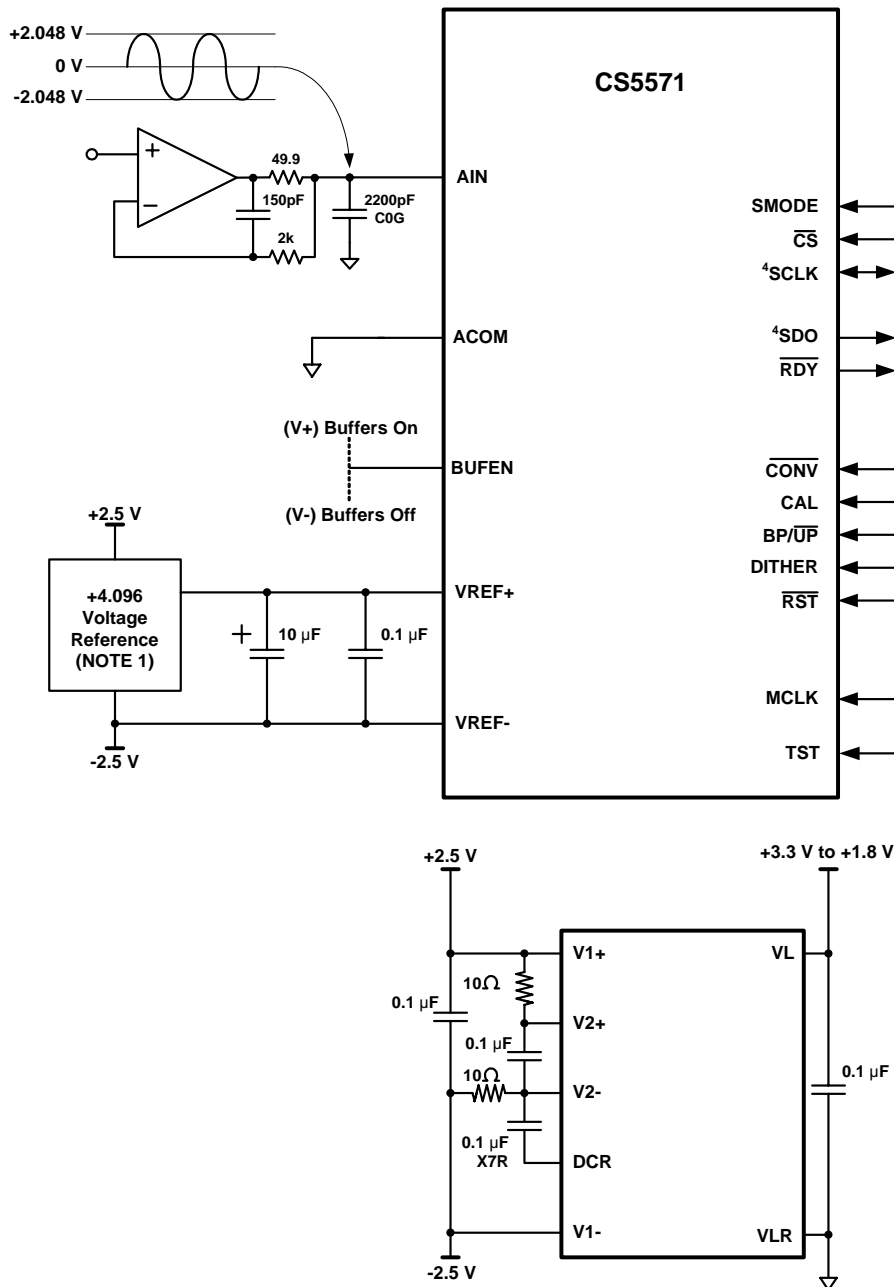 +2.048 V
0 V
-2.048 V
CS5571
+
−
49.9
150pF
2k
2200pF
C0G
AIN
SMODE
CS
4SCLK
ACOM
4SDO
RDY
(V+) Buffers On
BUFEN
(V-) Buffers Off
CONV
CAL
BP/UP
DITHER
RST
+2.5 V
+4.096
Voltage
Reference
(NOTE 1)
+
10 µF
0.1 µF
VREF+
VREF-
-2.5 V
MCLK
TST
+2.5 V
+3.3 V to +1.8 V
V1+
VL
10Ω
0.1 µF
V2+
0.1 µF
10Ω
V2-
0.1 µF
0.1 µF
X7R
DCR
V1-
VLR
-2.5 V